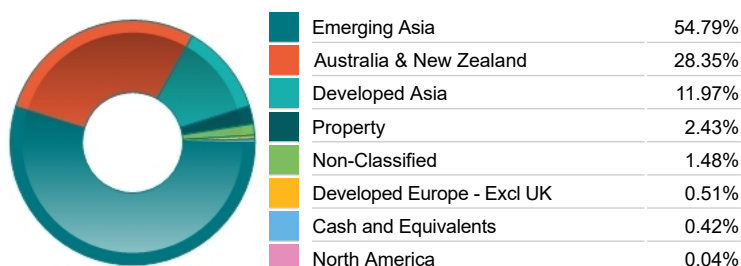 Emerging Asia 54.79%
Australia & New Zealand 28.35%
Developed Asia 11.97%
Property 2.43%
Non-Classified 1.48%
Developed Europe - Excl UK 0.51%
Cash and Equivalents 0.42%
North America 0.04%